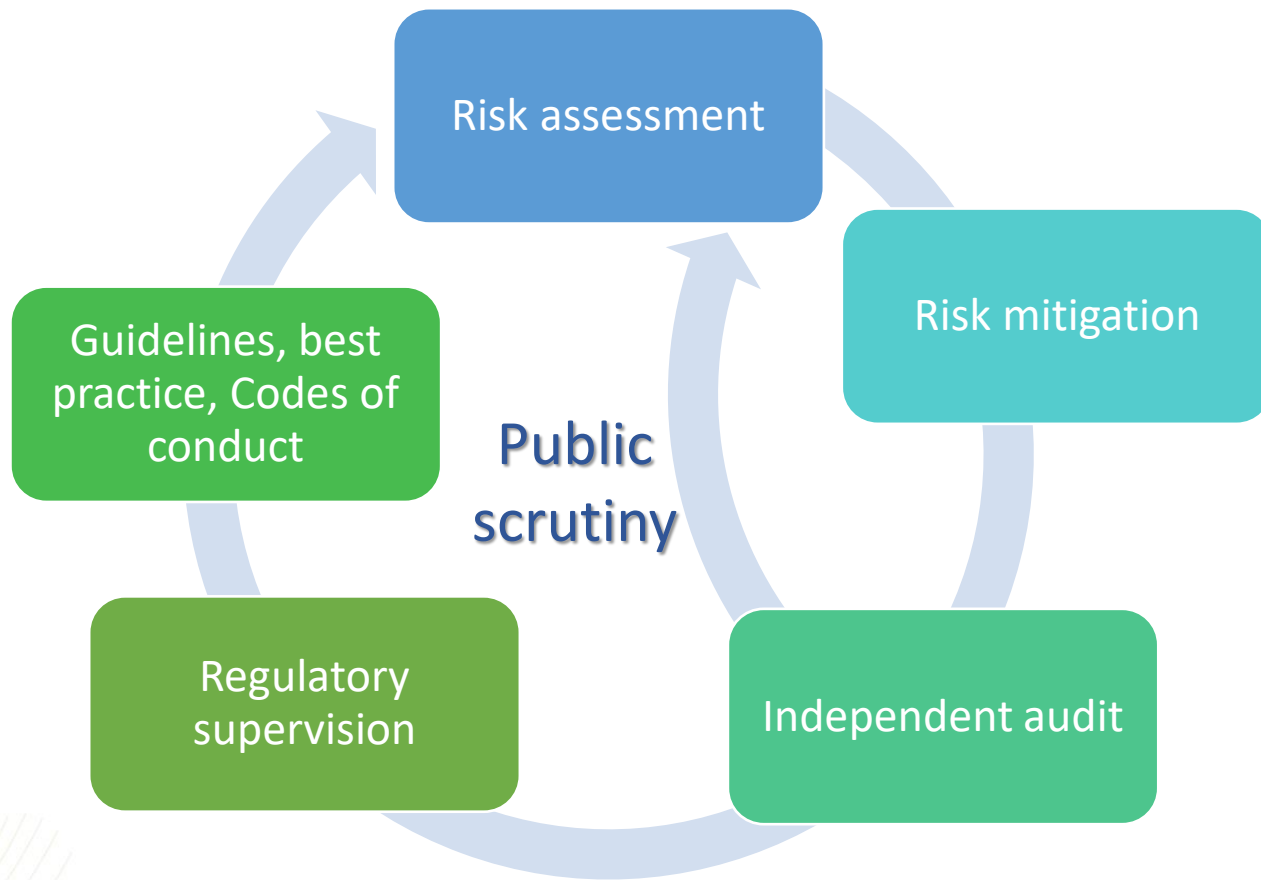 Risk assessment
Risk mitigation
Guidelines, best
practice, Codes of
conduct
Public
scrutiny
Regulatory
supervision
Independent audit